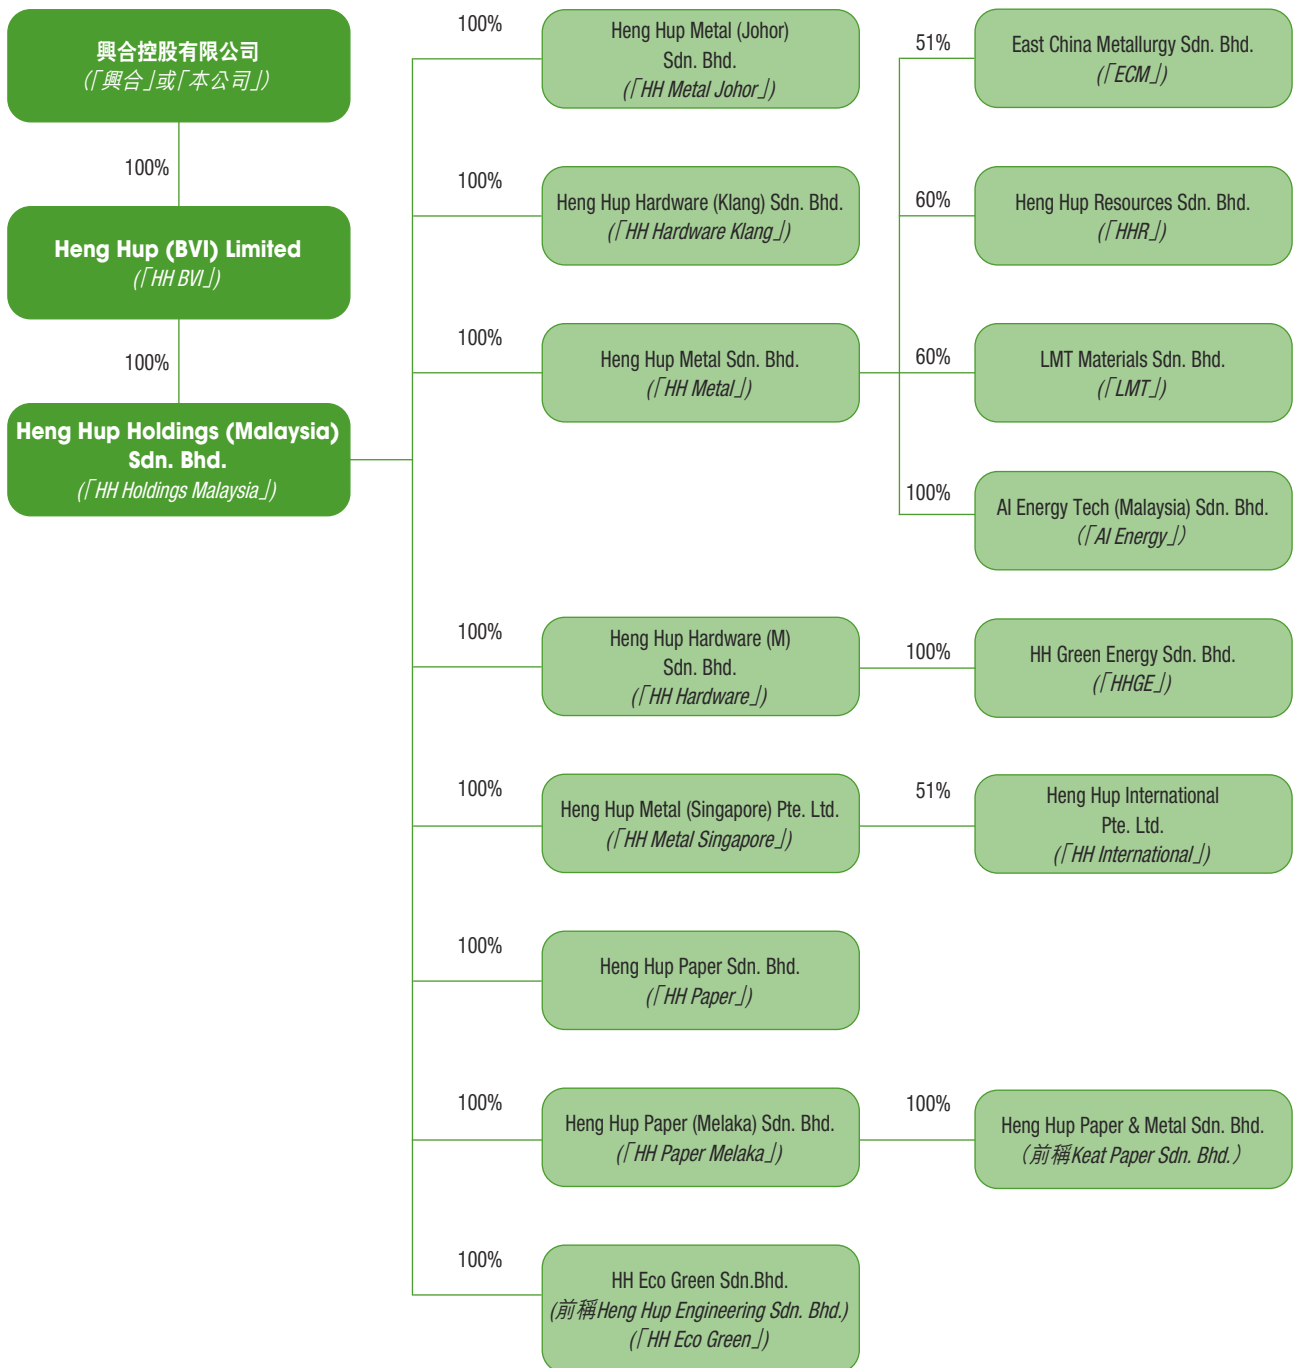 興合控股有限公司
(「興合」或「本公司」)
100%
Heng Hup (BVI) Limited
(「HH BVI」)
100%
Heng Hup Holdings (Malaysia)
Sdn. Bhd.
(「HH Holdings Malaysia」)
100%
Heng Hup Metal (Johor)
Sdn. Bhd.
(「HH Metal Johor」)
100%
Heng Hup Hardware (Klang) Sdn. Bhd.
(「HH Hardware Klang」)
100%
Heng Hup Metal Sdn. Bhd.
(「HH Metal」)
51%
East China Metallurgy Sdn. Bhd.
(「ECM」)
60%
Heng Hup Resources Sdn. Bhd.
(「HHR」)
60%
LMT Materials Sdn. Bhd.
(「LMT」)
100%
AI Energy Tech (Malaysia) Sdn. Bhd.
(「AI Energy」)
100%
Heng Hup Hardware (M)
Sdn. Bhd.
(「HH Hardware」)
100%
HH Green Energy Sdn. Bhd.
(「HHGE」)
100%
Heng Hup Metal (Singapore) Pte. Ltd.
(「HH Metal Singapore」)
51%
Heng Hup International
Pte. Ltd.
(「HH International」)
100%
Heng Hup Paper Sdn. Bhd.
(「HH Paper」)
100%
Heng Hup Paper (Melaka) Sdn. Bhd.
(「HH Paper Melaka」)
100%
Heng Hup Paper & Metal Sdn. Bhd.
（前稱Keat Paper Sdn. Bhd.）
100%
HH Eco Green Sdn.Bhd.
(前稱Heng Hup Engineering Sdn. Bhd.)
(「HH Eco Green」)